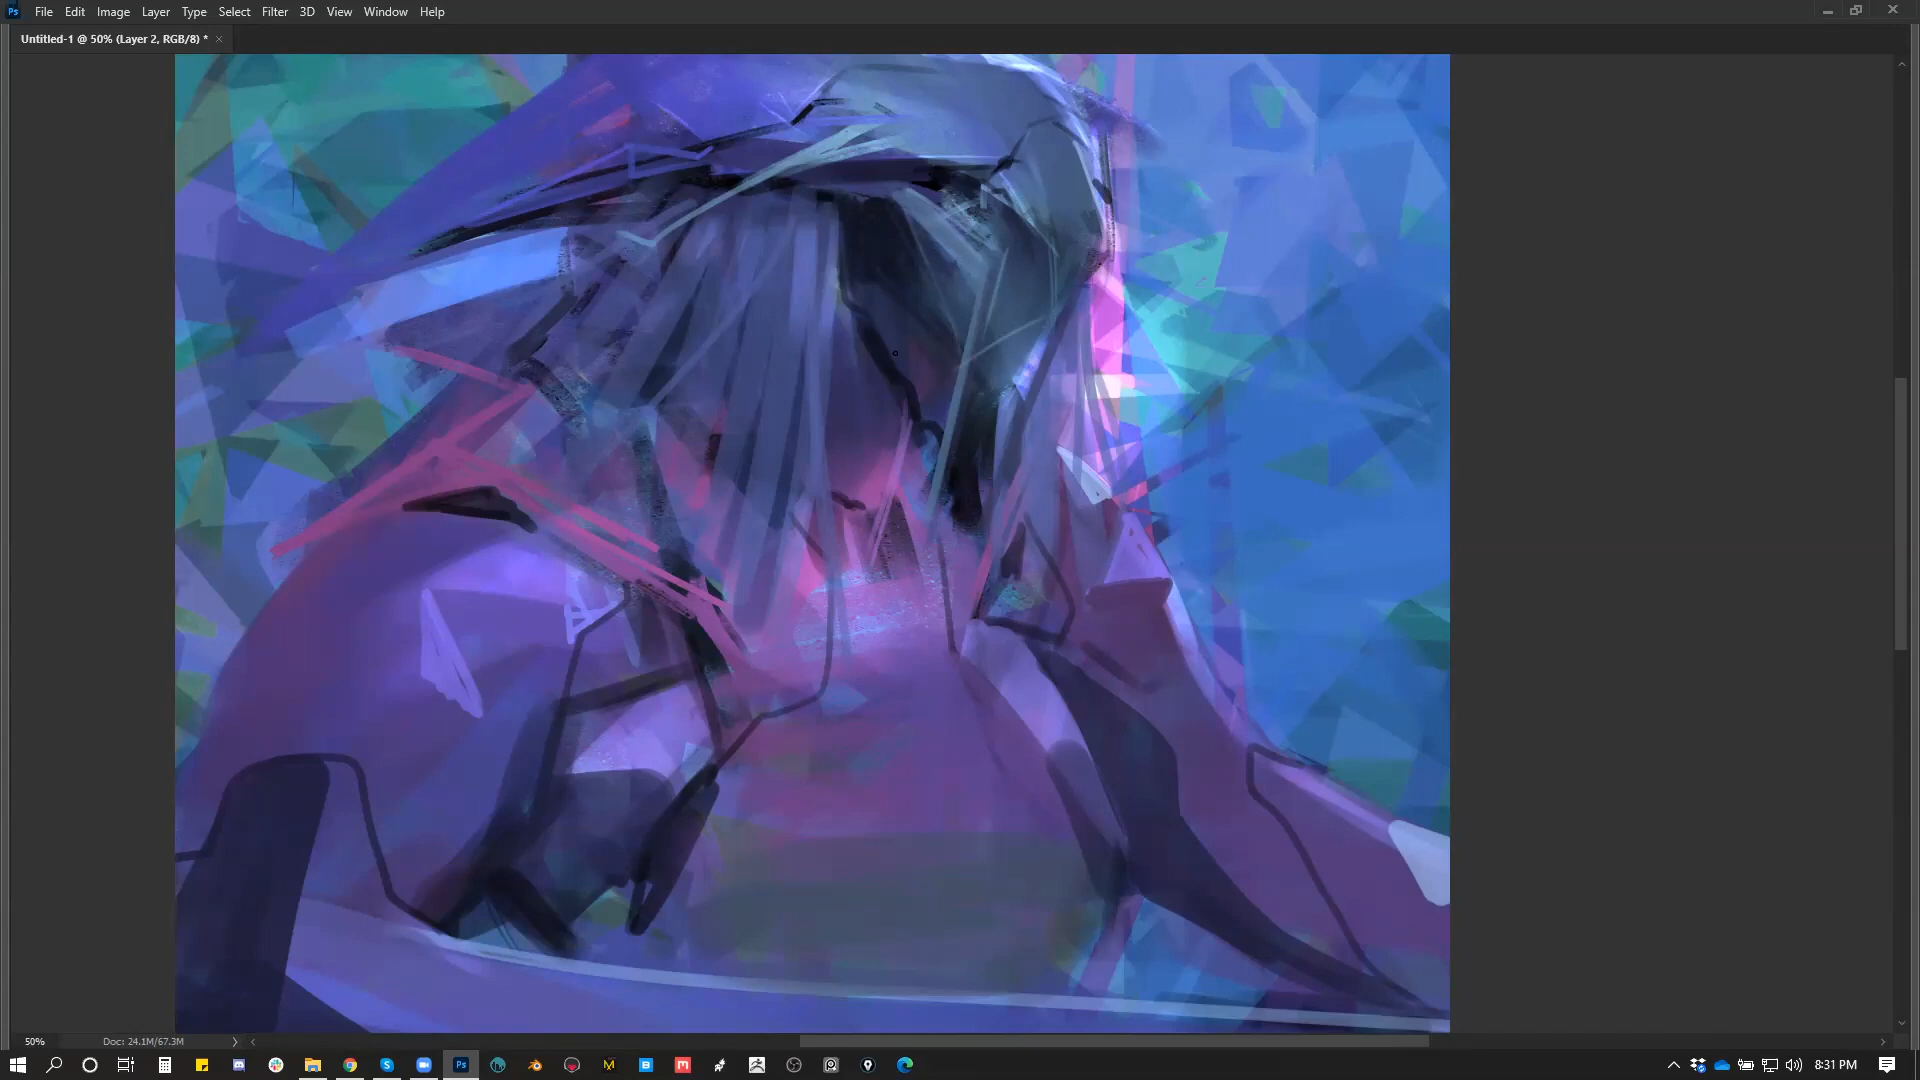 Ps File Edit Image Layer Type Select Filter 3D View Window Help
Untitled-1 @ 50% (Layer 2, RGB/8) * ×
50% Doc: 24.1M/67.3M
8:31 PM